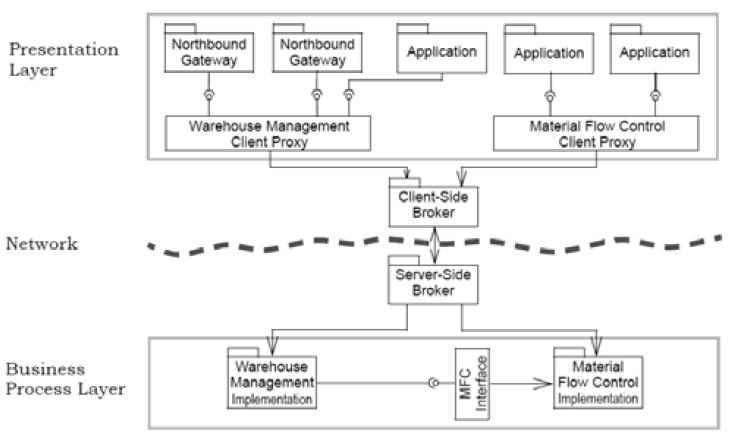 Presentation
Layer
Northbound
Gateway
Northbound
Gateway
Application
Application
Application
Warehouse Management
Client Proxy
Material Flow Control
Client Proxy
Client-Side
Broker
Network
Server-Side
Broker
Business
Process Layer
Warehouse
Management
Implementation
MFC
Interface
Material
Flow Control
Implementation